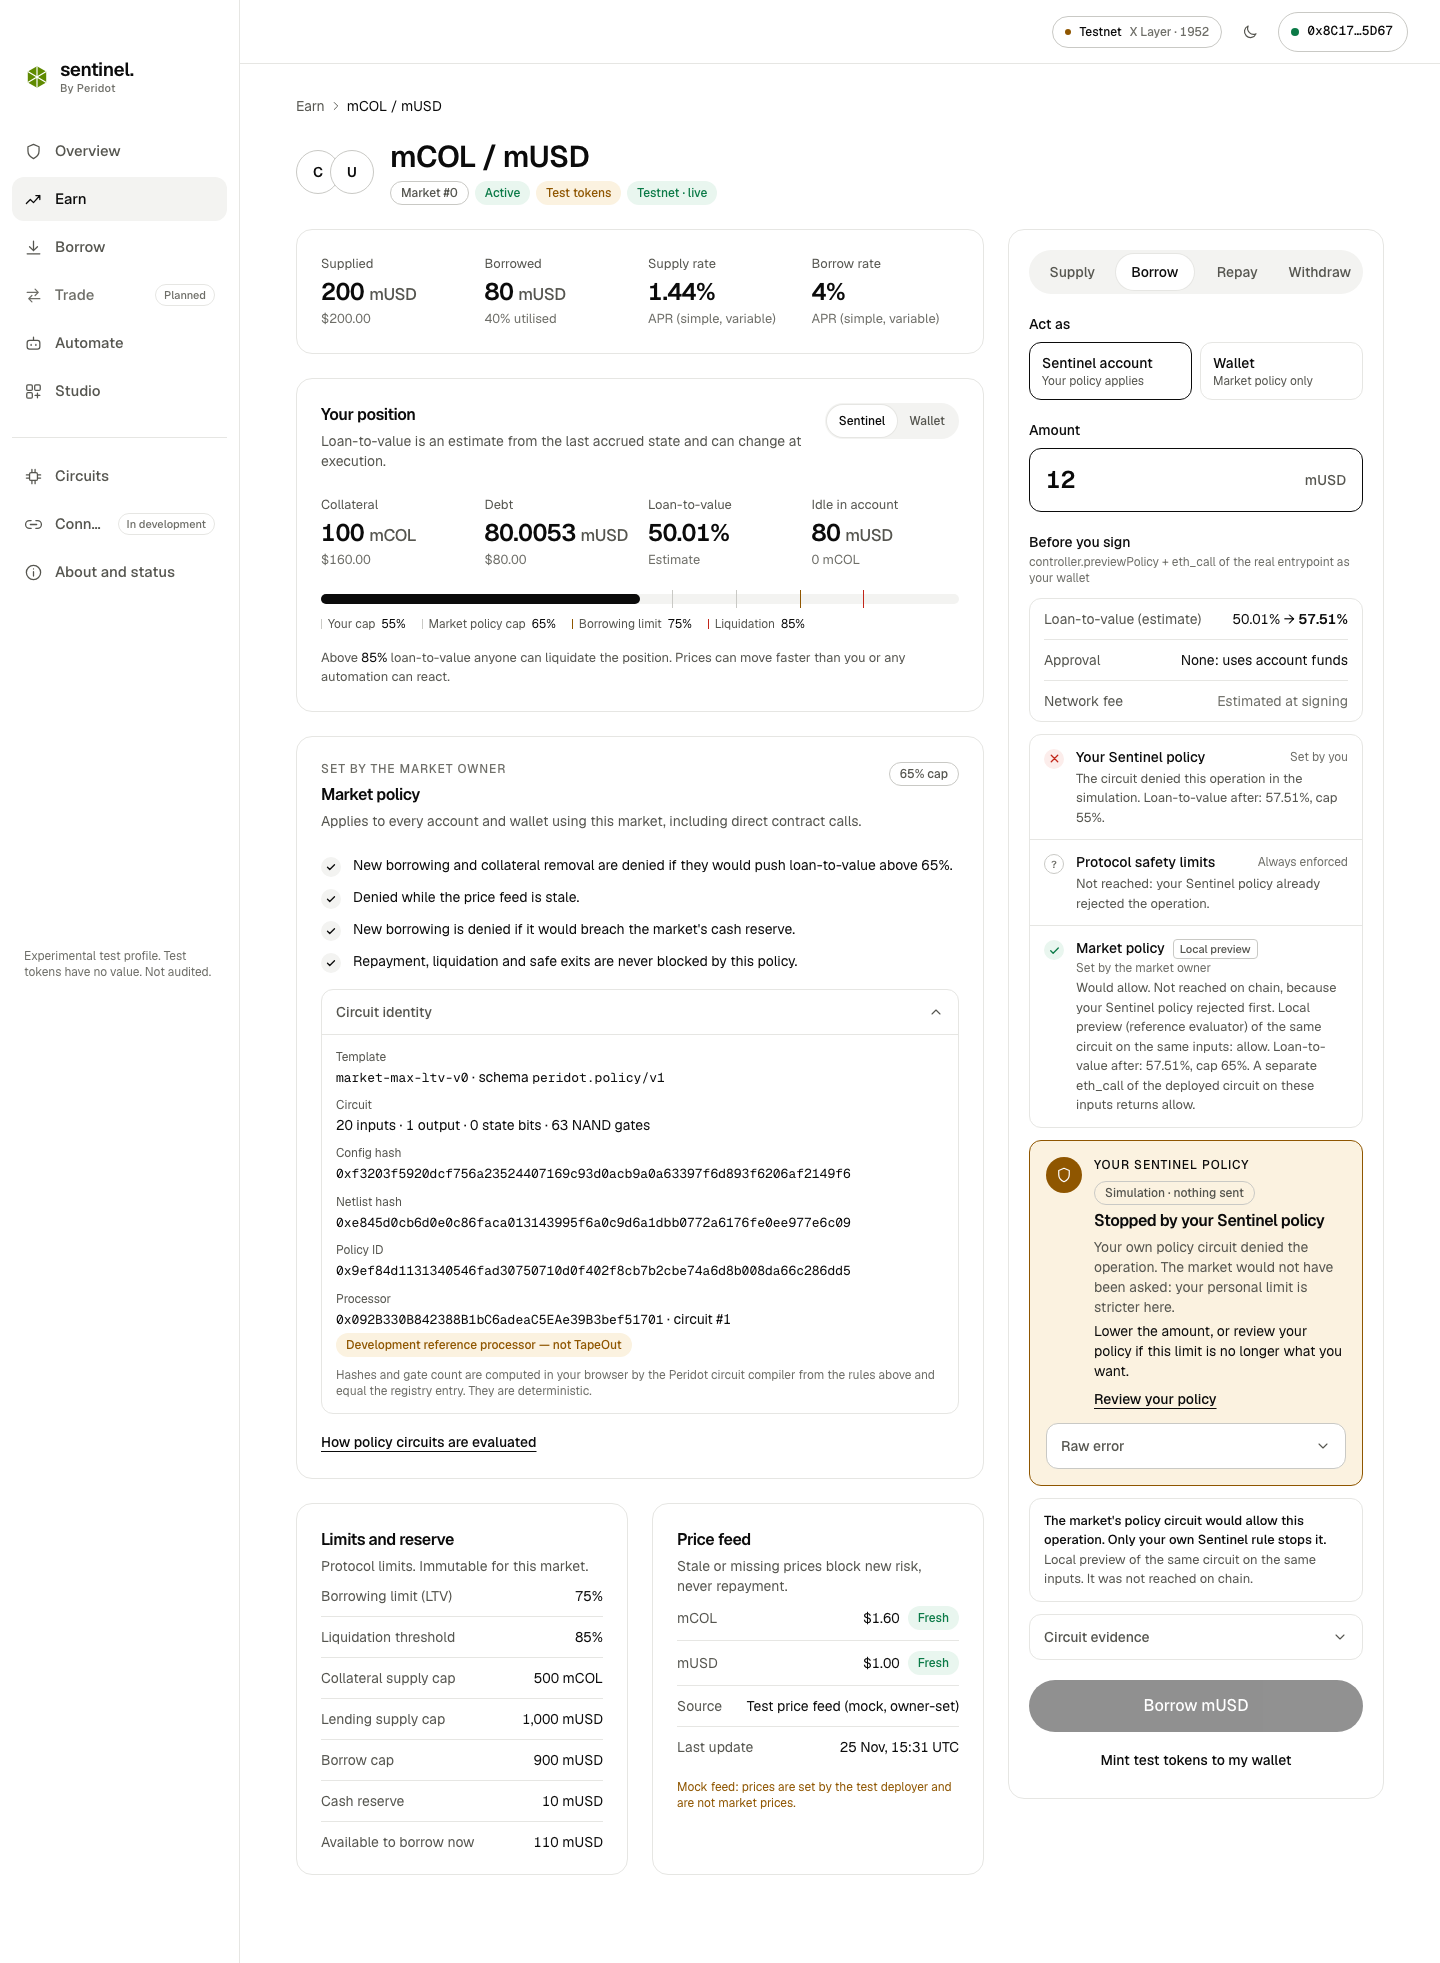 sentinel.
By Peridot
Overview
Earn
Borrow
Trade Planned
Automate
Studio
Circuits
Conn... In development
About and status
Experimental test profile. Test
tokens have no value. Not audited.
Testnet X Layer · 1952
0x8C17…5D67
Earn > mCOL / mUSD
C U
mCOL / mUSD
Market #0 Active Test tokens Testnet · live
Supplied Borrowed Supply rate Borrow rate
200 mUSD 80 mUSD 1.44% 4%
$200.00 40% utilised APR (simple, variable) APR (simple, variable)
Your position
Sentinel Wallet
Loan-to-value is an estimate from the last accrued state and can change at
execution.
Collateral Debt Loan-to-value Idle in account
100 mCOL 80.0053 mUSD 50.01% 80 mUSD
$160.00 $80.00 Estimate 0 mCOL
Your cap 55% Market policy cap 65% Borrowing limit 75% Liquidation 85%
Above 85% loan-to-value anyone can liquidate the position. Prices can move faster than you or any
automation can react.
SET BY THE MARKET OWNER
65% cap
Market policy
Applies to every account and wallet using this market, including direct contract calls.
New borrowing and collateral removal are denied if they would push loan-to-value above 65%.
Denied while the price feed is stale.
New borrowing is denied if it would breach the market's cash reserve.
Repayment, liquidation and safe exits are never blocked by this policy.
Circuit identity
Template
market-max-ltv-v0 · schema peridot.policy/v1
Circuit
20 inputs · 1 output · 0 state bits · 63 NAND gates
Config hash
0xf3203f5920dcf756a23524407169c93d0acb9a0a63397f6d893f6206af2149f6
Netlist hash
0xe845d0cb6d0e0c86faca013143995f6a0c9d6a1dbb0772a6176fe0ee977e6c09
Policy ID
0x9ef84d1131340546fad30750710d0f402f8cb7b2cbe74a6d8b008da66c286dd5
Processor
0x092B330B842388B1bC6adeaC5EAe39B3bef51701 · circuit #1
Development reference processor — not TapeOut
Hashes and gate count are computed in your browser by the Peridot circuit compiler from the rules above and
equal the registry entry. They are deterministic.
How policy circuits are evaluated
Limits and reserve
Protocol limits. Immutable for this market.
Borrowing limit (LTV) 75%
Liquidation threshold 85%
Collateral supply cap 500 mCOL
Lending supply cap 1,000 mUSD
Borrow cap 900 mUSD
Cash reserve 10 mUSD
Available to borrow now 110 mUSD
Price feed
Stale or missing prices block new risk,
never repayment.
mCOL $1.60 Fresh
mUSD $1.00 Fresh
Source Test price feed (mock, owner-set)
Last update 25 Nov, 15:31 UTC
Mock feed: prices are set by the test deployer and
are not market prices.
Supply Borrow Repay Withdraw
Act as
Sentinel account
Your policy applies
Wallet
Market policy only
Amount
12 mUSD
Before you sign
controller.previewPolicy + eth_call of the real entrypoint as
your wallet
Loan-to-value (estimate) 50.01% → 57.51%
Approval None: uses account funds
Network fee Estimated at signing
Your Sentinel policy Set by you
The circuit denied this operation in the
simulation. Loan-to-value after: 57.51%, cap
55%.
? Protocol safety limits Always enforced
Not reached: your Sentinel policy already
rejected the operation.
Market policy Local preview
Set by the market owner
Would allow. Not reached on chain, because
your Sentinel policy rejected first. Local
preview (reference evaluator) of the same
circuit on the same inputs: allow. Loan-to-
value after: 57.51%, cap 65%. A separate
eth_call of the deployed circuit on these
inputs returns allow.
YOUR SENTINEL POLICY
Simulation · nothing sent
Stopped by your Sentinel policy
Your own policy circuit denied the
operation. The market would not have
been asked: your personal limit is
stricter here.
Lower the amount, or review your
policy if this limit is no longer what you
want.
Review your policy
Raw error
The market's policy circuit would allow this
operation. Only your own Sentinel rule stops it.
Local preview of the same circuit on the same
inputs. It was not reached on chain.
Circuit evidence
Borrow mUSD
Mint test tokens to my wallet